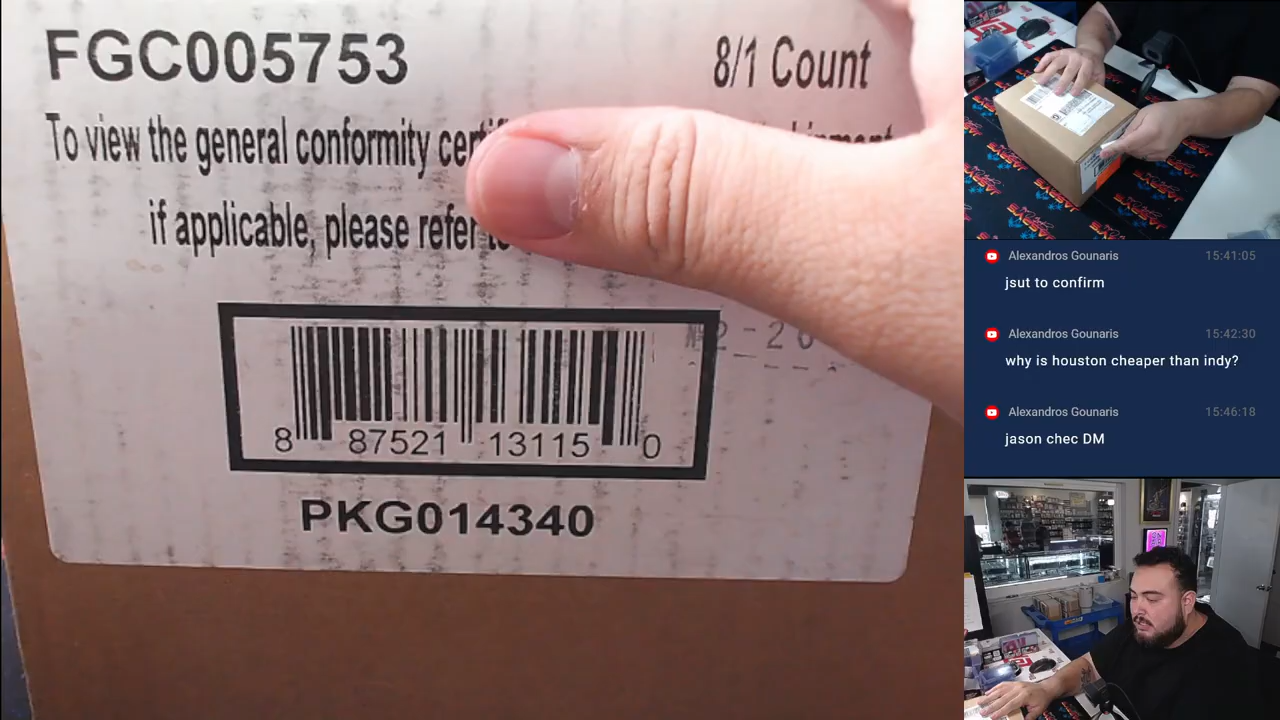 FGC005753
8/1 Count
To view the general conformity
if applicable, please refer
8 87521 13115 0
PKG014340
Alexandros Gounaris 15:41:05
jsut to confirm
Alexandros Gounaris 15:42:30
why is houston cheaper than indy?
Alexandros Gounaris 15:46:18
jason chec DM